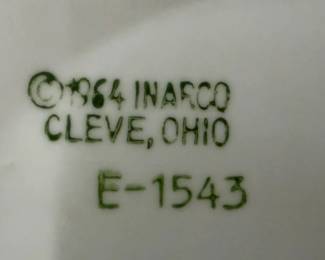 ©1964 INARCO
CLEVE, OHIO
E-1543